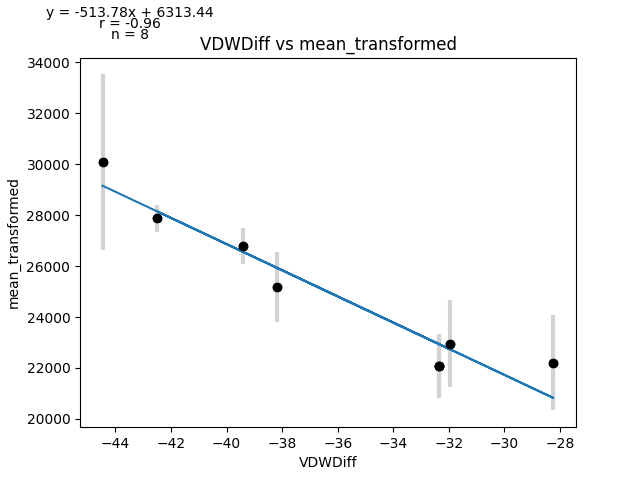 y = -513.78x + 6313.44
r = -0.96
n = 8
VDWDiff vs mean_transformed
34000
32000
30000
28000
26000
24000
22000
20000
mean_transformed
−44 −42 −40 −38 −36 −34 −32 −30 −28
VDWDiff